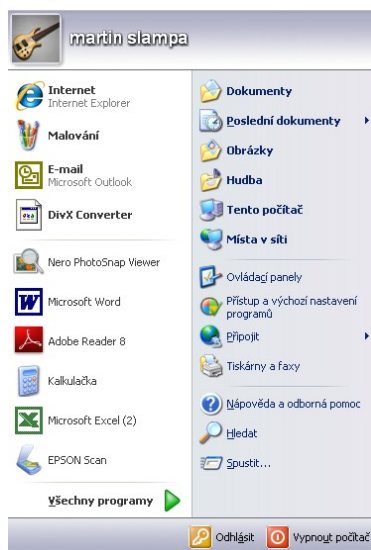 martin slampa
Internet
Internet Explorer
Malování
E-mail
Microsoft Outlook
DivX Converter
Nero PhotoSnap Viewer
Microsoft Word
Adobe Reader 8
Kalkulačka
Microsoft Excel (2)
EPSON Scan
Všechny programy
Dokumenty
Poslední dokumenty
Obrázky
Hudba
Tento počítač
Místa v síti
Ovládací panely
Přístup a výchozí nastavení
programů
Připojit
Tiskárny a faxy
Nápověda a odborná pomoc
Hledat
Spustit...
Odhlásit
Vypnout počítač